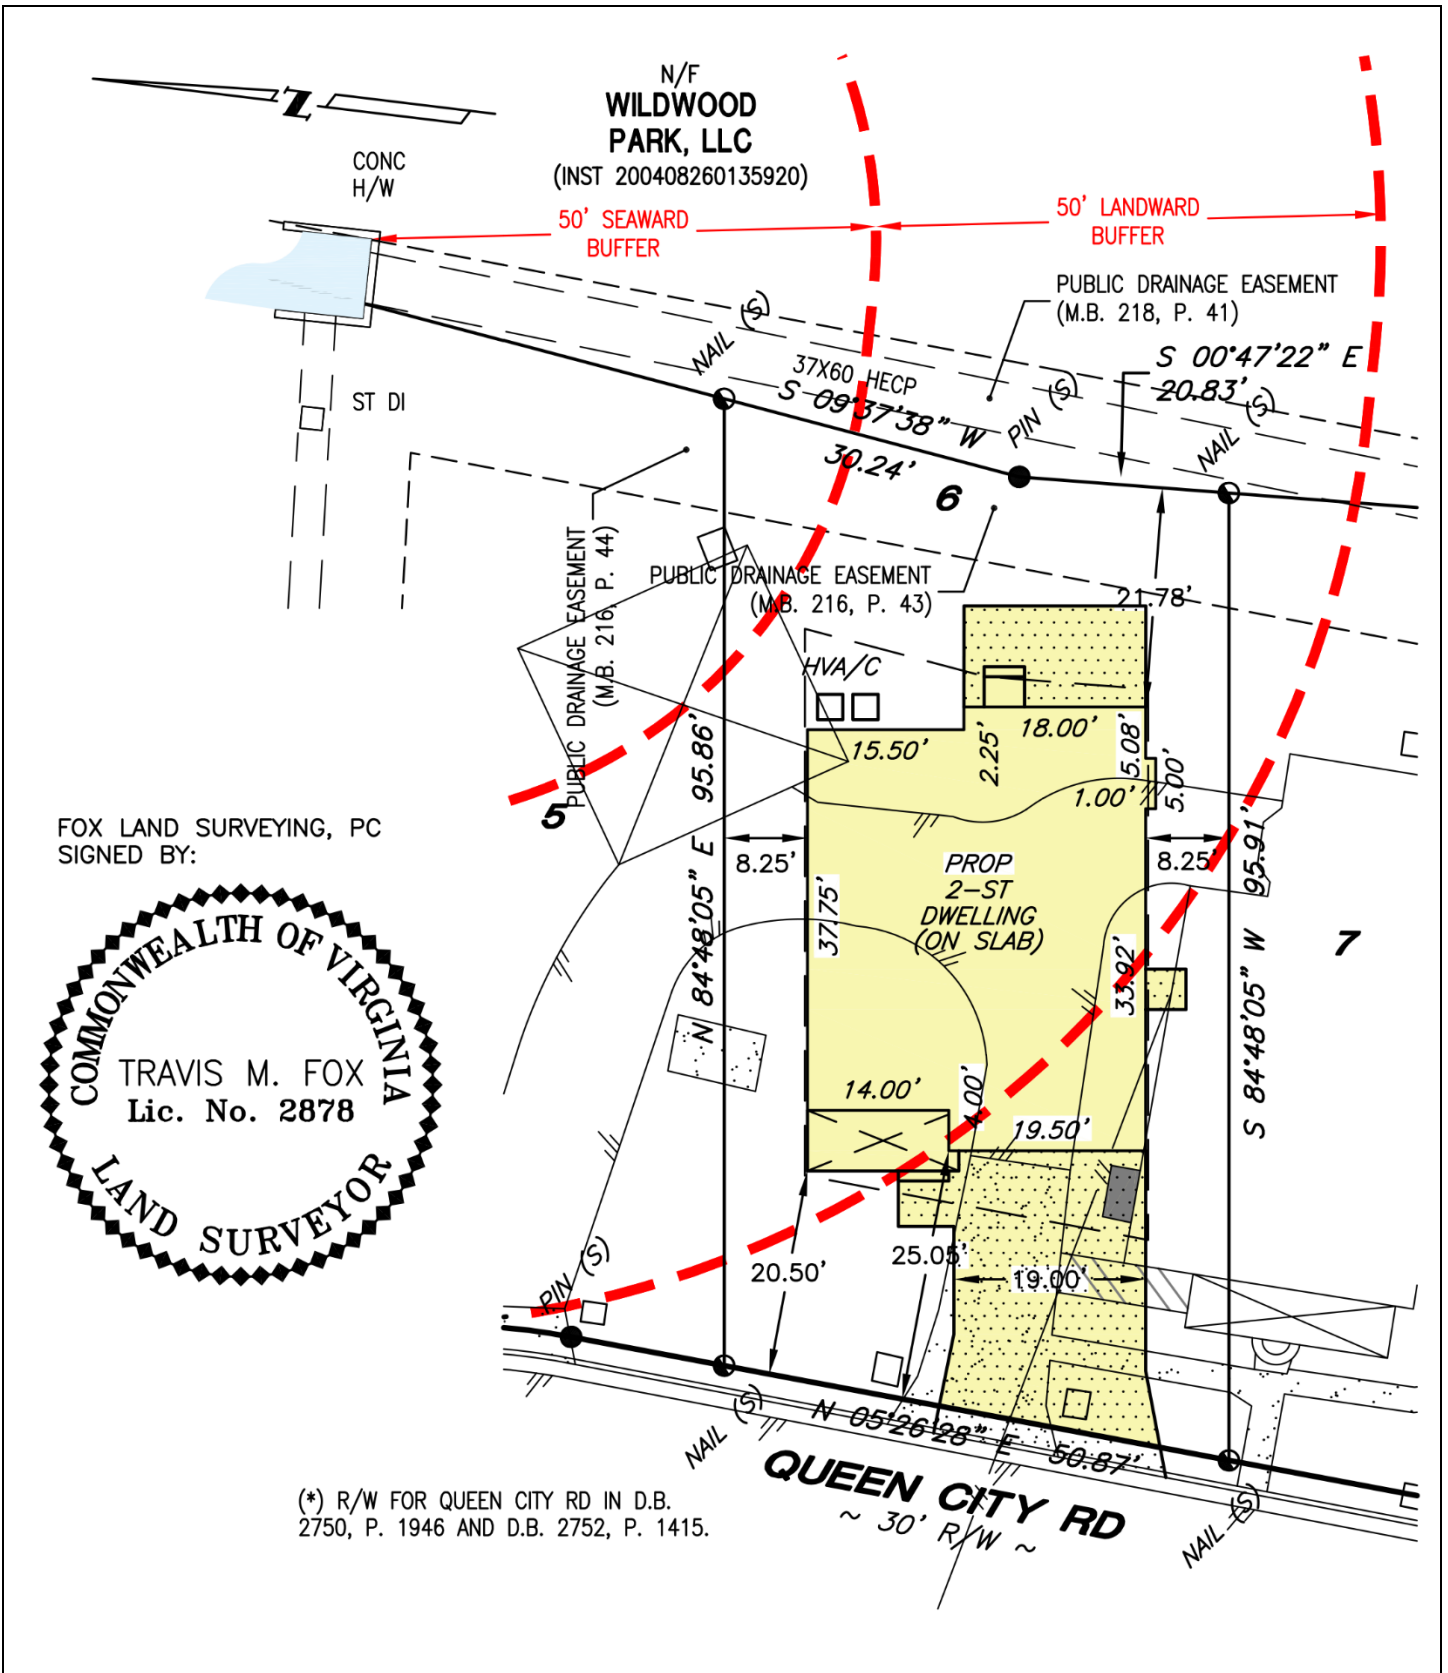 N/F
WILDWOOD
PARK, LLC
(INST 200408260135920)
Z
CONC
H/W
50' SEAWARD
BUFFER
50' LANDWARD
BUFFER
PUBLIC DRAINAGE EASEMENT
(M.B. 218, P. 41)
NAIL (S)
37X60 HECP
S 09°37'38" W
30.24'
PIN (S)
S 00°47'22" E
20.83'
NAIL (S)
ST DI
6
PUBLIC DRAINAGE EASEMENT
(M.B. 216, P. 44)
PUBLIC DRAINAGE EASEMENT
(M.B. 216, P. 43)
21.78'
HVA/C
15.50'
2.25'
18.00'
5.08'
1.00'
5.00'
5
N 84°48'05" E 95.86'
8.25'
37.75'
PROP
2-ST
DWELLING
(ON SLAB)
8.25'
33.92'
S 84°48'05" W 95.91'
7
FOX LAND SURVEYING, PC
SIGNED BY:
COMMONWEALTH OF VIRGINIA
TRAVIS M. FOX
Lic. No. 2878
LAND SURVEYOR
14.00'
4.00'
19.50'
20.50'
25.05'
19.00'
PIN (S)
NAIL (S)
N 05°26'28" E 50.87'
QUEEN CITY RD
~ 30' R/W ~
NAIL (S)
(*) R/W FOR QUEEN CITY RD IN D.B.
2750, P. 1946 AND D.B. 2752, P. 1415.